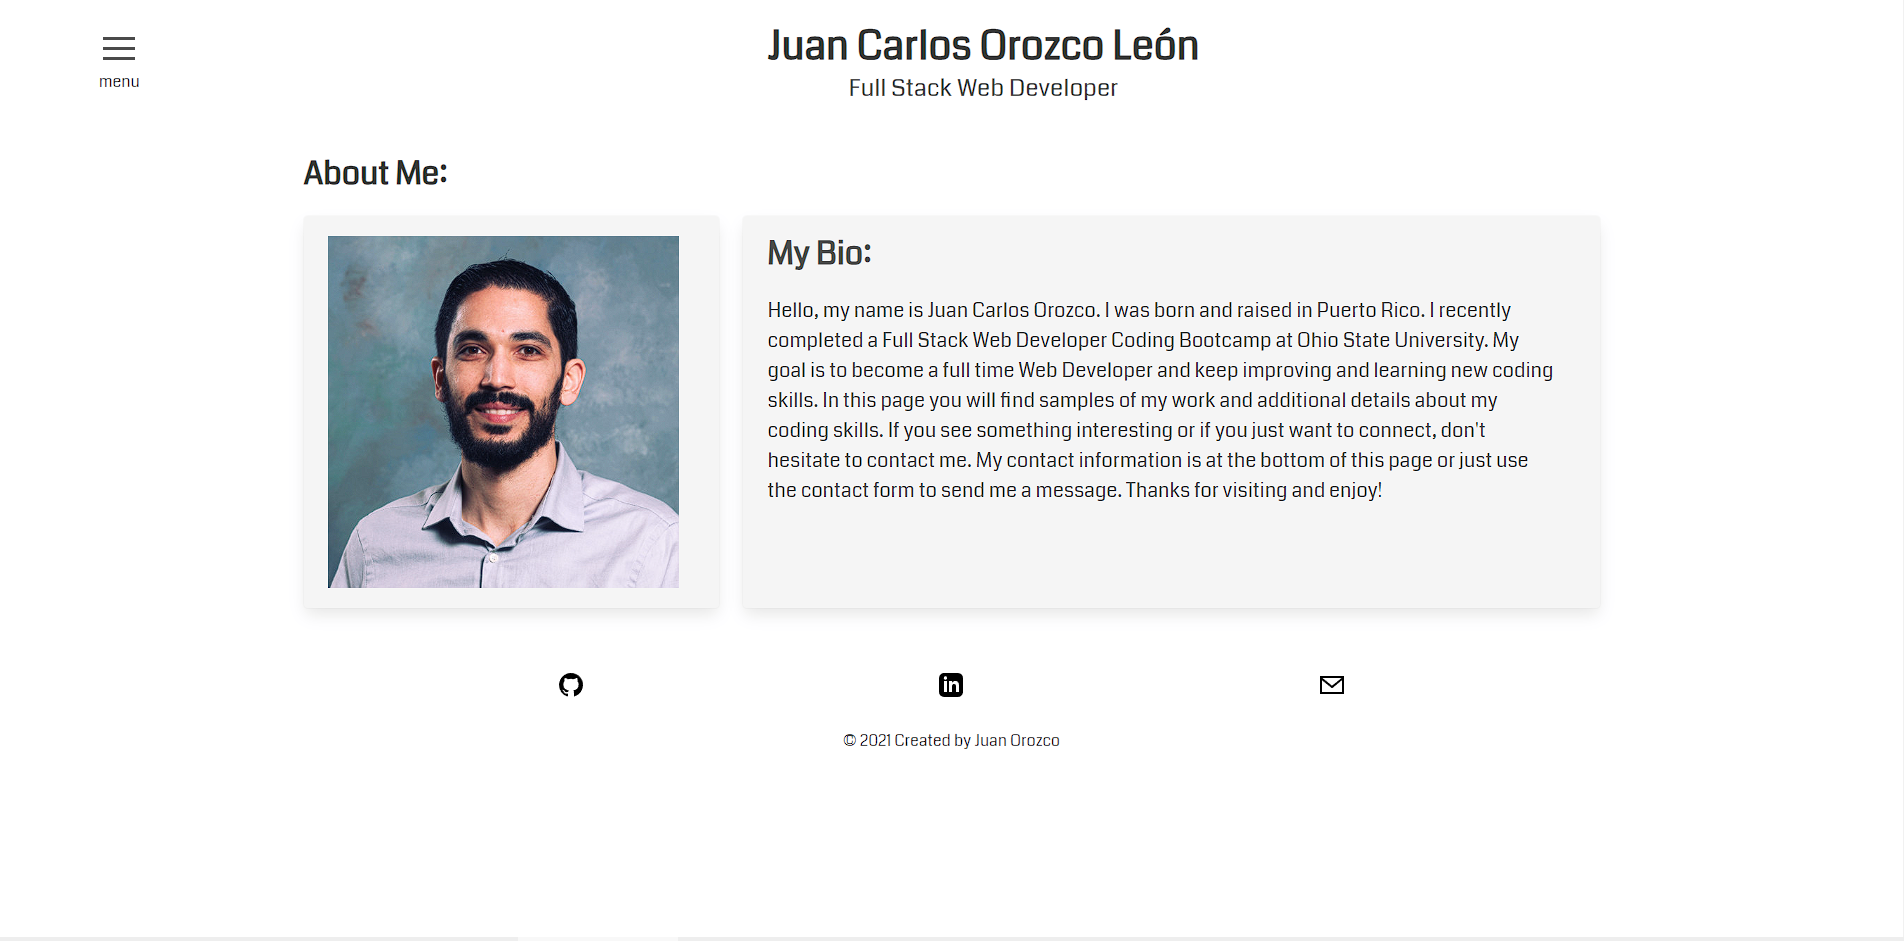 menu
Juan Carlos Orozco León
Full Stack Web Developer
About Me:
My Bio:
Hello, my name is Juan Carlos Orozco. I was born and raised in Puerto Rico. I recently
completed a Full Stack Web Developer Coding Bootcamp at Ohio State University. My
goal is to become a full time Web Developer and keep improving and learning new coding
skills. In this page you will find samples of my work and additional details about my
coding skills. If you see something interesting or if you just want to connect, don't
hesitate to contact me. My contact information is at the bottom of this page or just use
the contact form to send me a message. Thanks for visiting and enjoy!
in
© 2021 Created by Juan Orozco